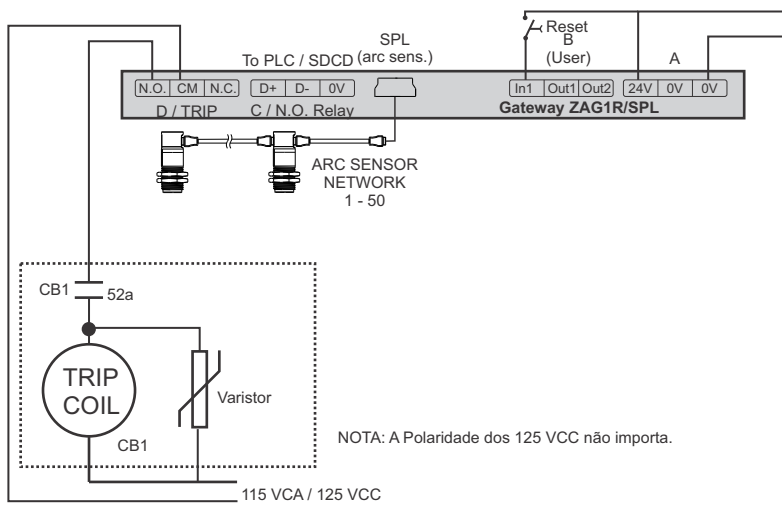 Reset
SPL
B
To PLC / SDCD (arc sens.)
(User)
A
N.O. CM N.C. D+ D- 0V In1 Out1 Out2 24V 0V 0V
D / TRIP C / N.O. Relay Gateway ZAG1R/SPL
ARC SENSOR
NETWORK
1 - 50
CB1
52a
TRIP
COIL
Varistor
CB1
NOTA: A Polaridade dos 125 VCC não importa.
115 VCA / 125 VCC